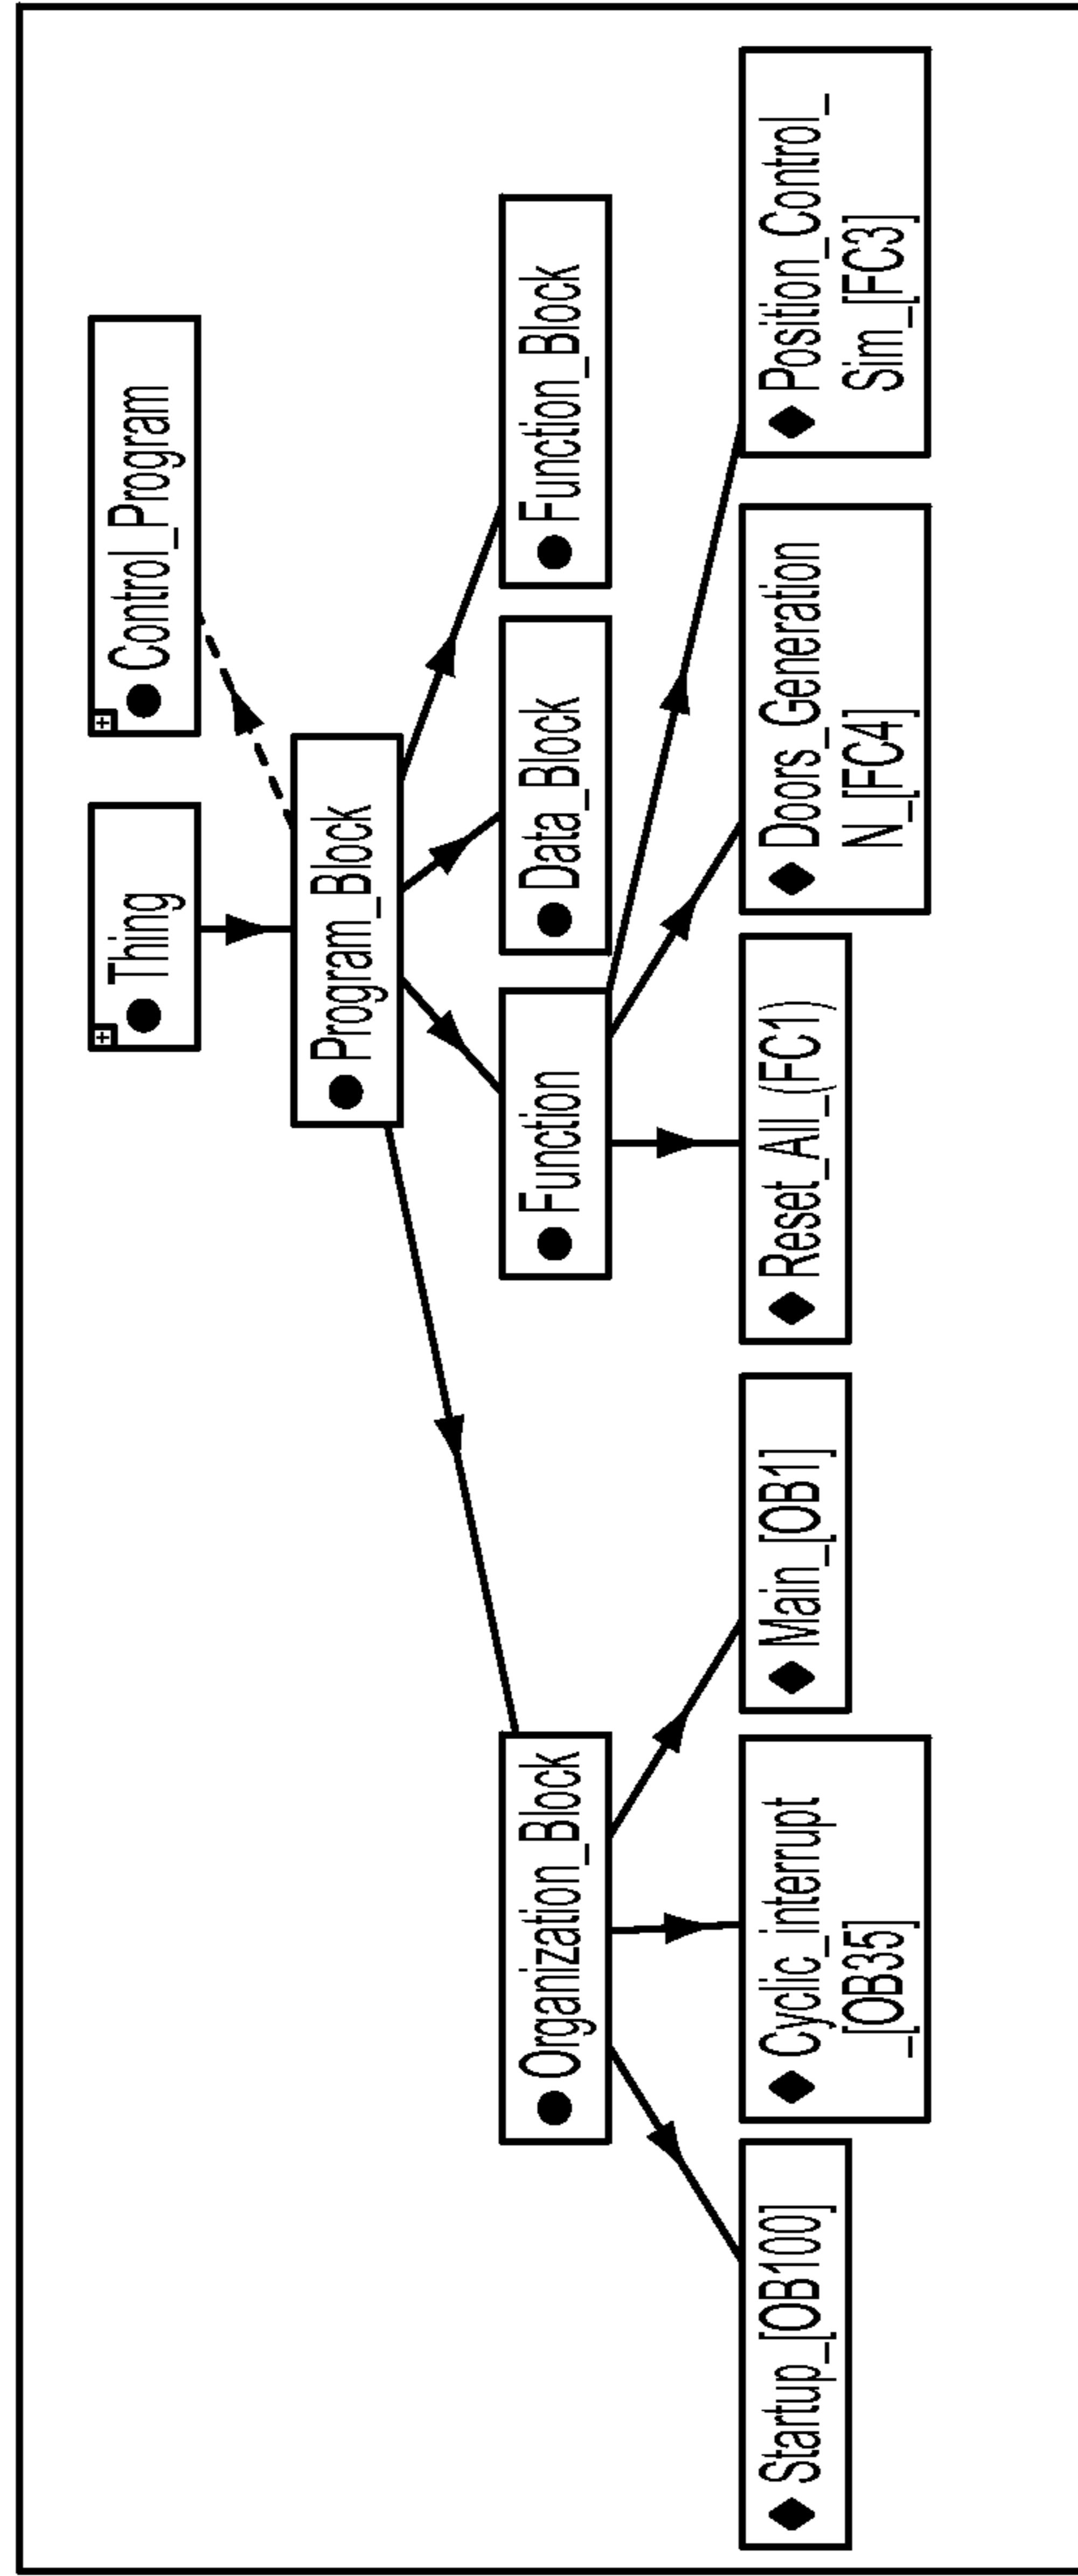 Thing
Control_Program
Program_Block
Organization_Block
Function
Data_Block
Function_Block
Startup_[OB100]
Cyclic_interrupt
_[OB35]
Main_[OB1]
Reset_All_(FC1)
Doors_Generation
N_[FC4]
Position_Control_
Sim_[FC3]